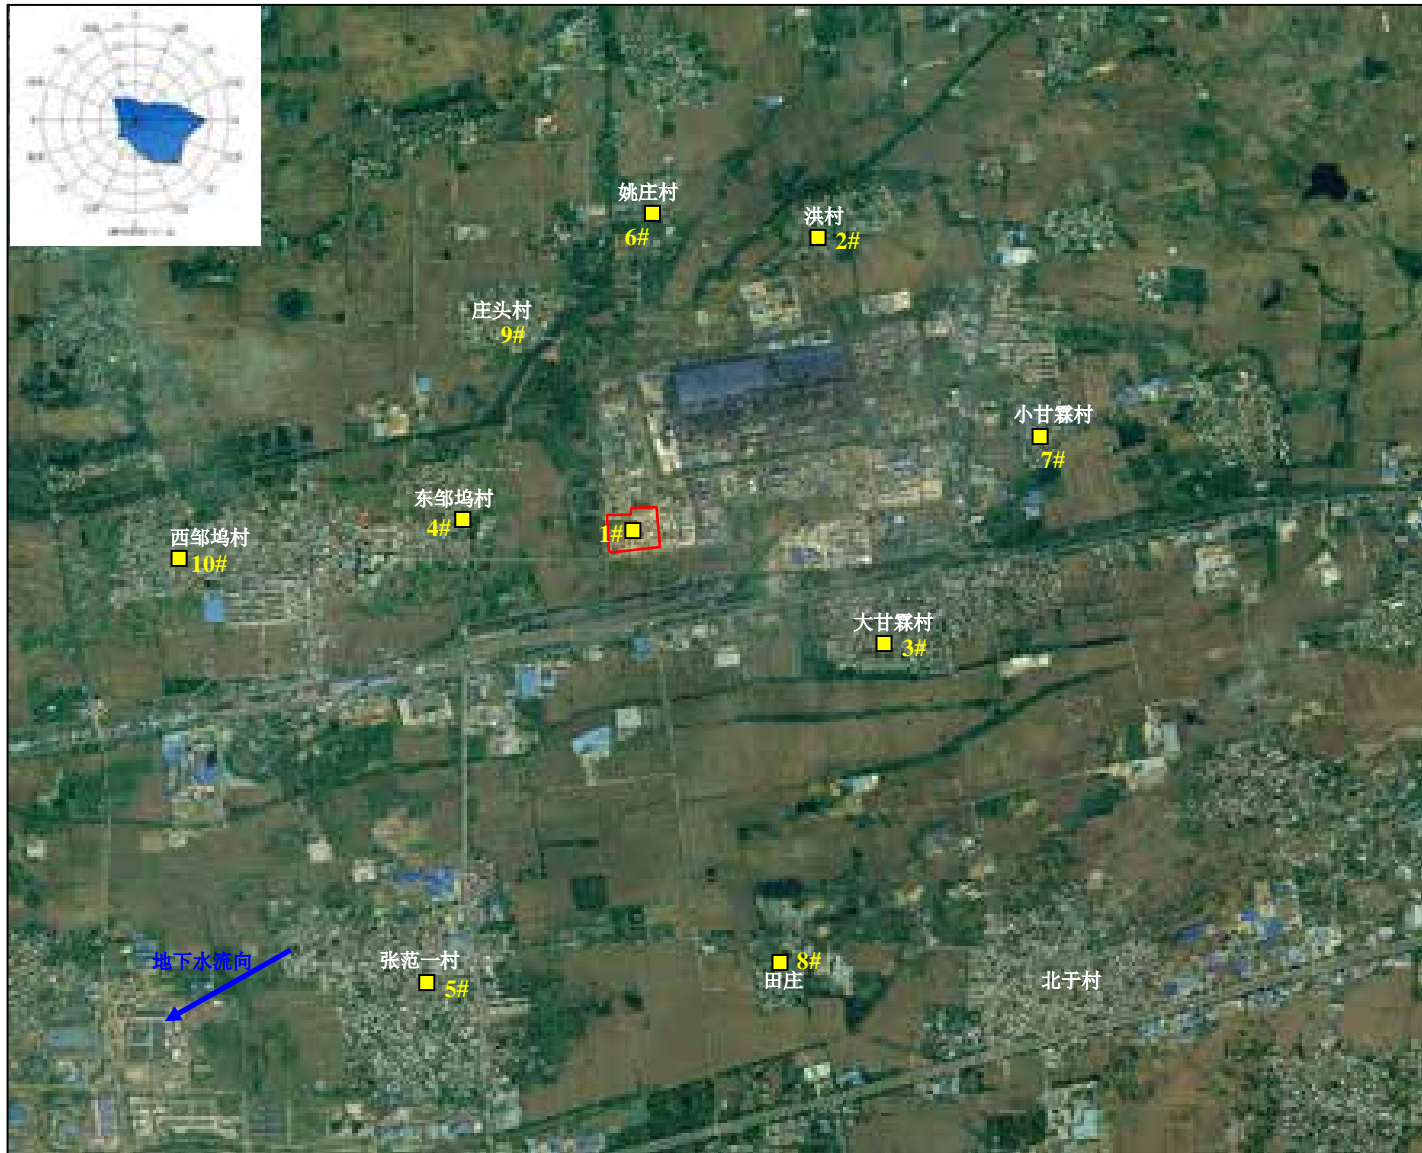 姚庄村
6#
洪村
2#
庄头村
9#
小甘霖村
7#
东邹坞村
4#
1#
西邹坞村
10#
大甘霖村
3#
地下水流向
张范一村
5#
8#
田庄
北于村